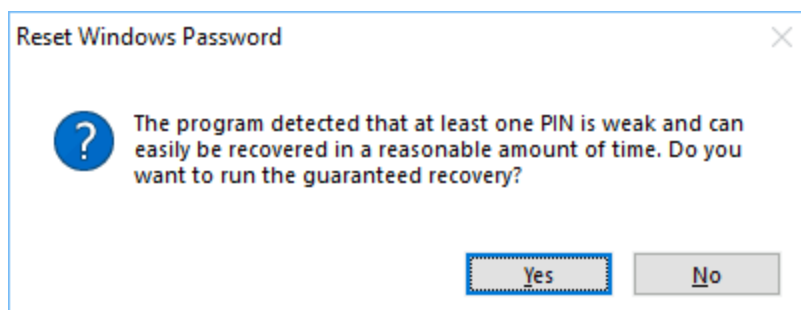 Reset Windows Password
The program detected that at least one PIN is weak and can
easily be recovered in a reasonable amount of time. Do you
want to run the guaranteed recovery?
Yes
No